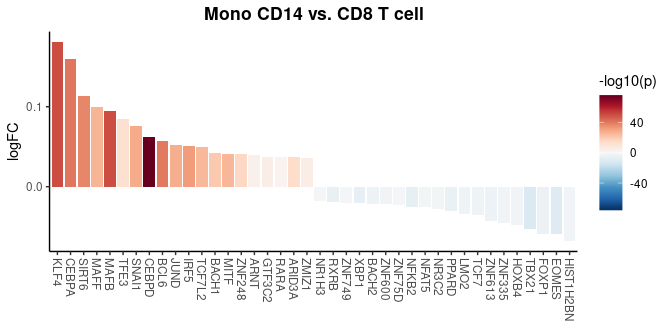 Mono CD14 vs. CD8 T cell
logFC
0.1
0.0
KLF4
CEBPA
SIRT6
MAFF
MAFB
TFE3
SNAI1
CEBPD
BCL6
JUND
IRF5
TCF7L2
BACH1
MITF
ZNF248
ARNT
GTF3C2
RARA
ARID3A
ZMIZ1
NR1H3
RXRB
ZNF749
XBP1
BACH2
ZNF600
ZNF75D
NFKB2
NFAT5
NR3C2
PPARD
LMO2
TCF7
ZNF613
ZNF335
HOXB4
TBX21
FOXP1
EOMES
HIST1H2BN
-log10(p)
40
0
-40